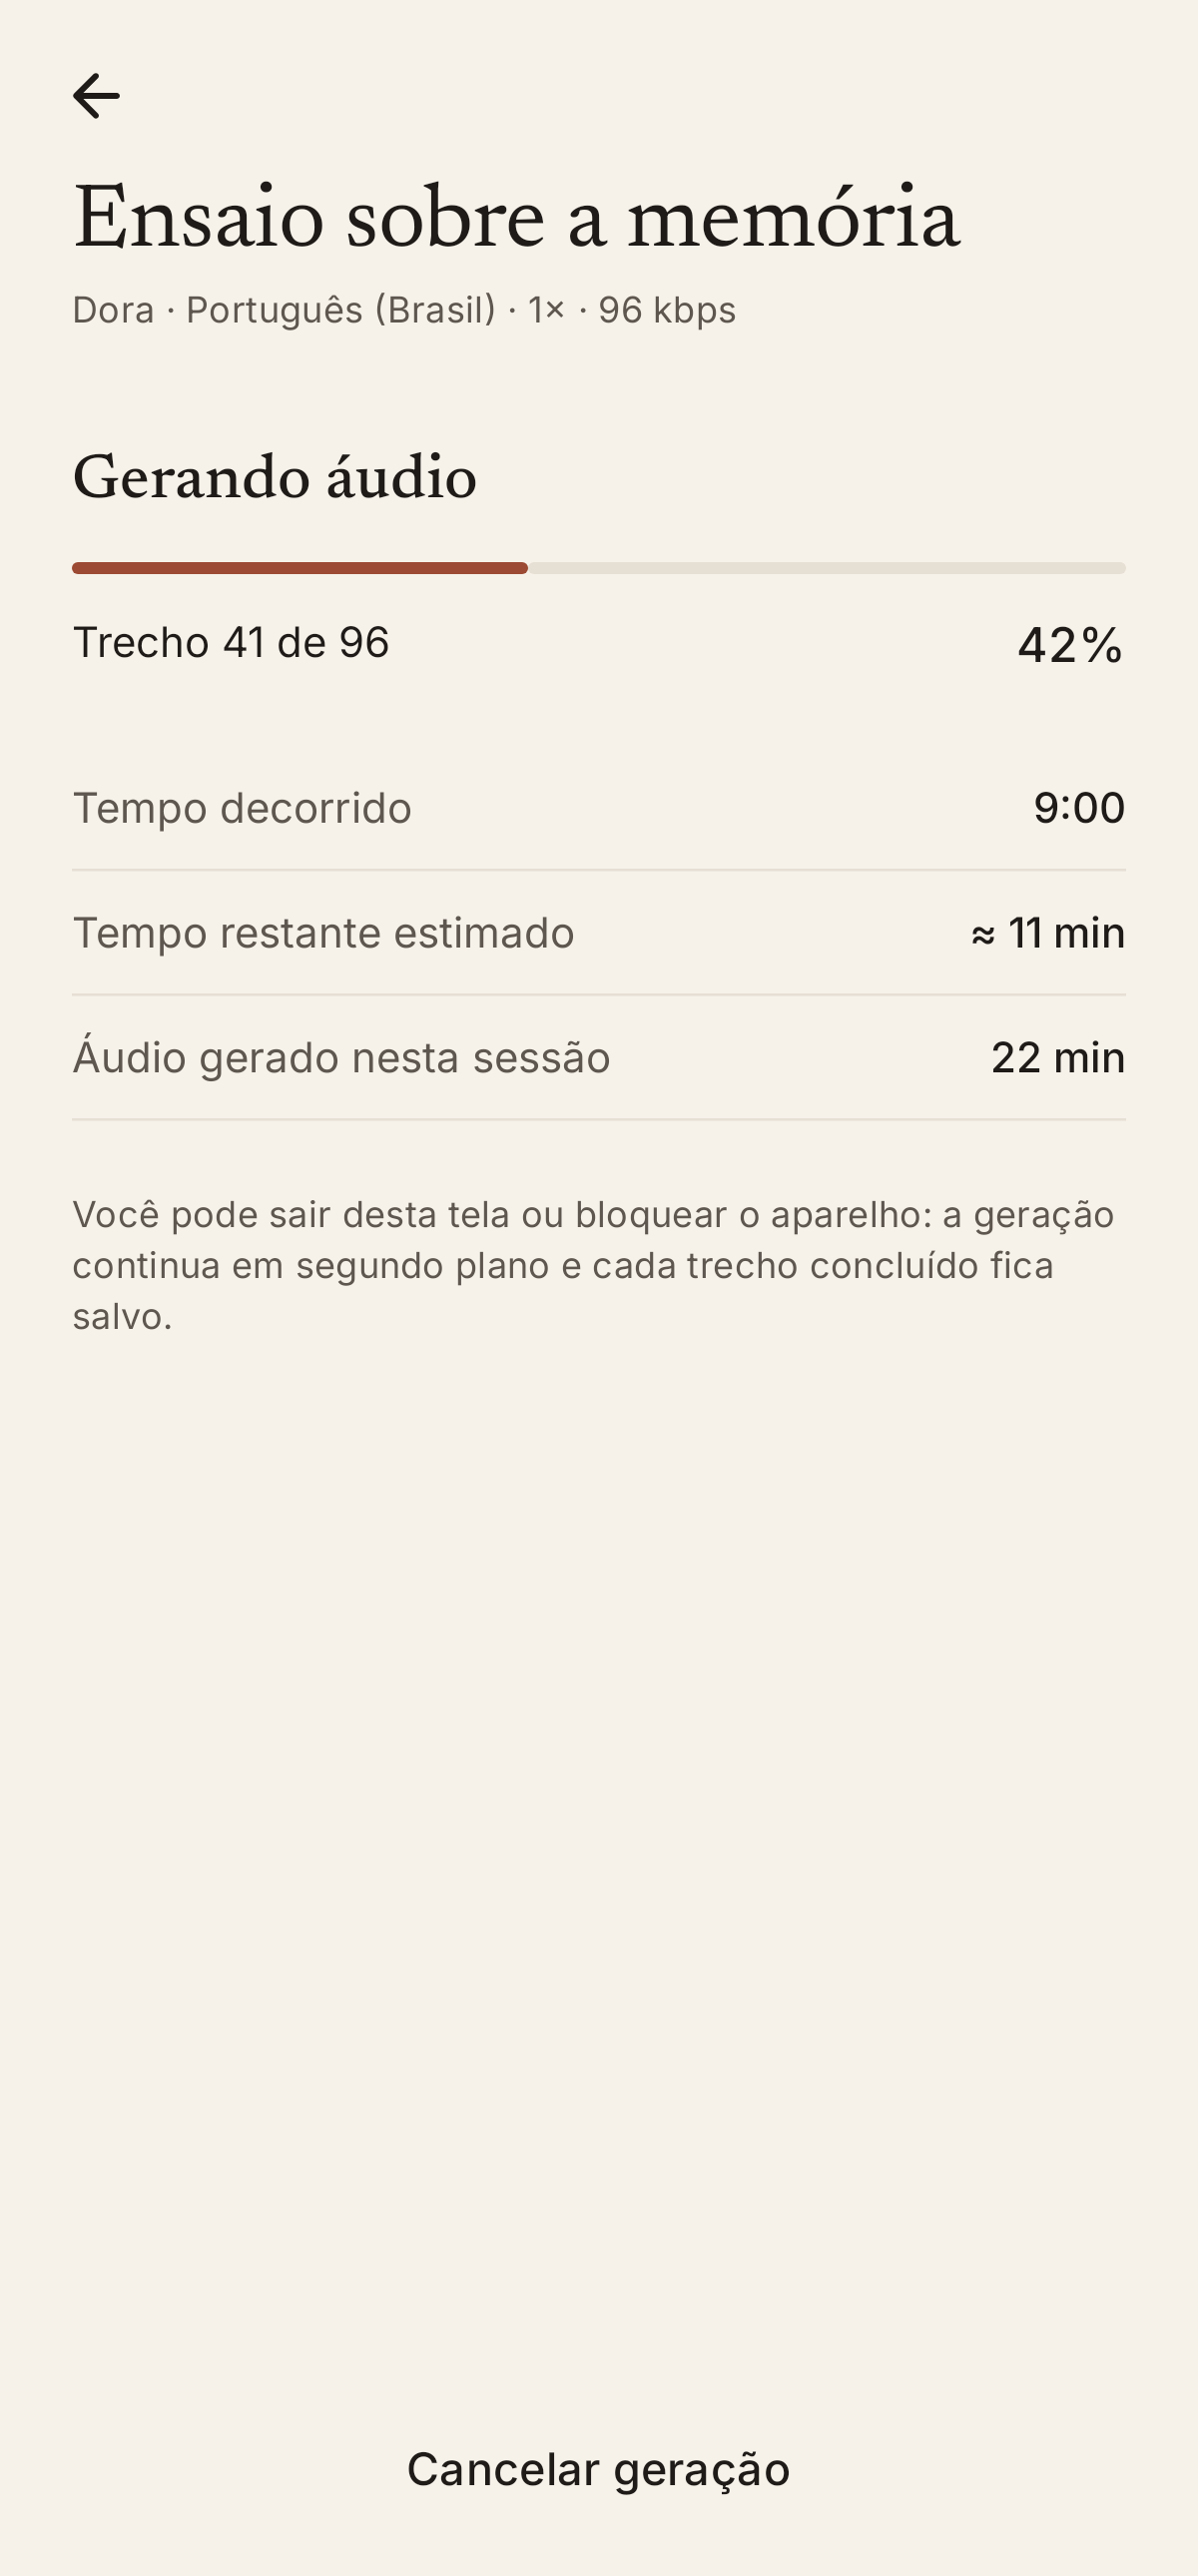 Ensaio sobre a memória
Dora · Português (Brasil) · 1× · 96 kbps
Gerando áudio
Trecho 41 de 96
42%
Tempo decorrido
9:00
Tempo restante estimado
≈ 11 min
Áudio gerado nesta sessão
22 min
Você pode sair desta tela ou bloquear o aparelho: a geração
continua em segundo plano e cada trecho concluído fica
salvo.
Cancelar geração